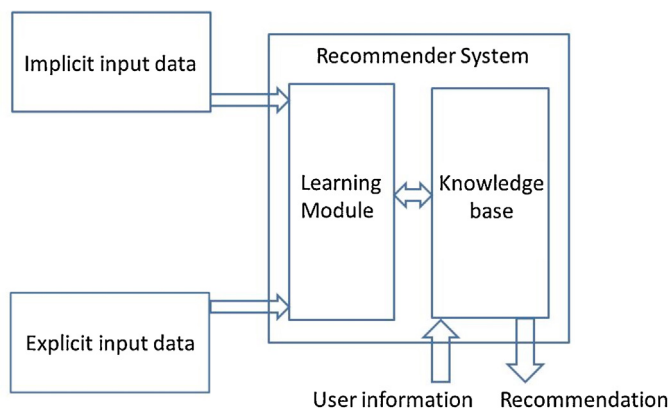 Implicit input data
Recommender System
Learning
Module
Knowledge
base
Explicit input data
User information
Recommendation